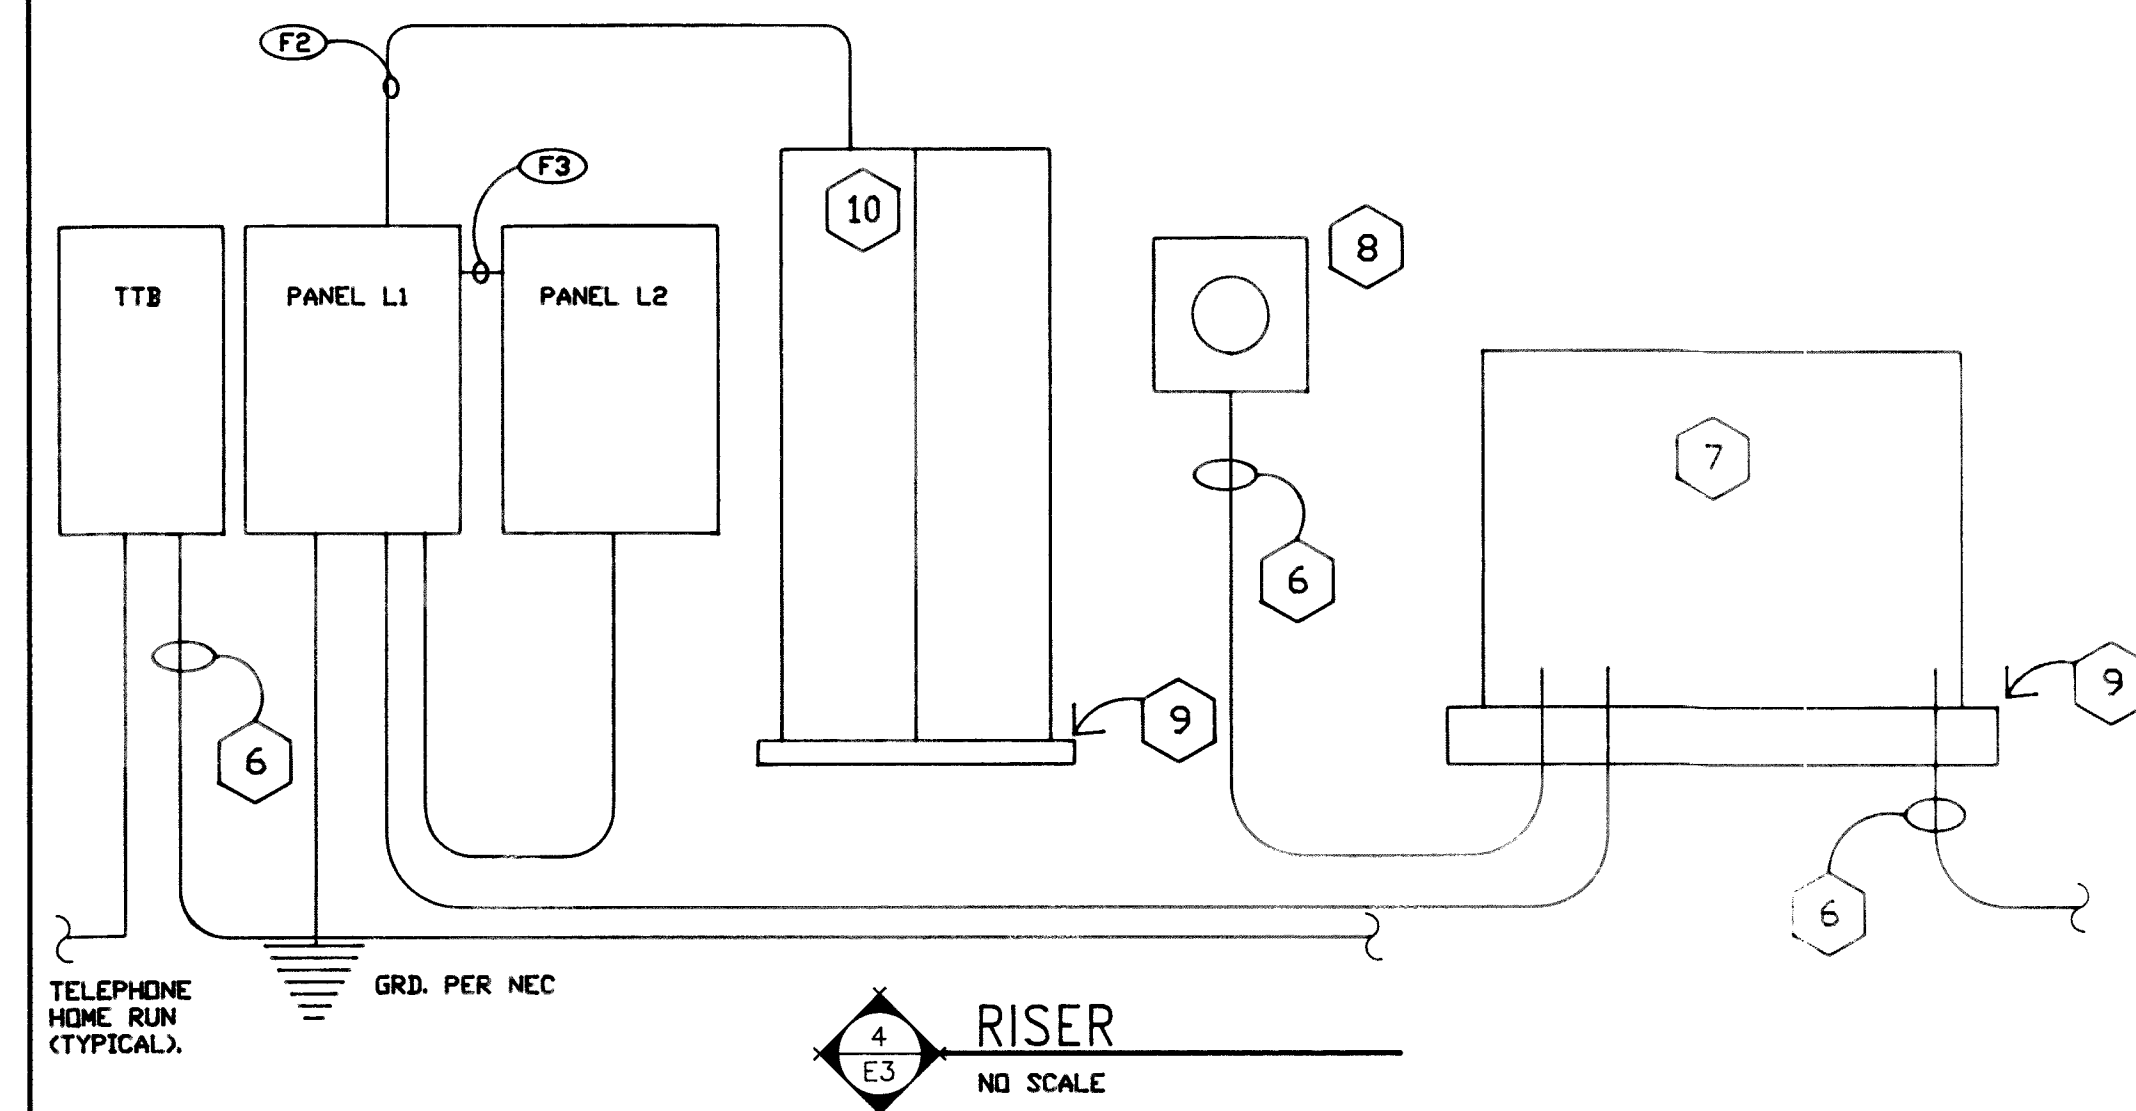 F2
F3
10
8
TTB
PANEL L1
PANEL L2
7
6
9
9
6
6
TELEPHONE
HOME RUN
(TYPICAL).
GRD. PER NEC
4
E3
RISER
NO SCALE